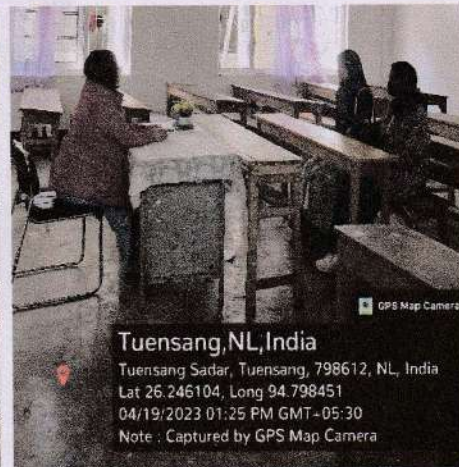 GPS Map Camera
Tuensang,NL,India
Tuensang Sadar, Tuensang, 798612, NL, India
Lat 26.246104, Long 94.798451
04/19/2023 01:25 PM GMT+05:30
Note : Captured by GPS Map Camera